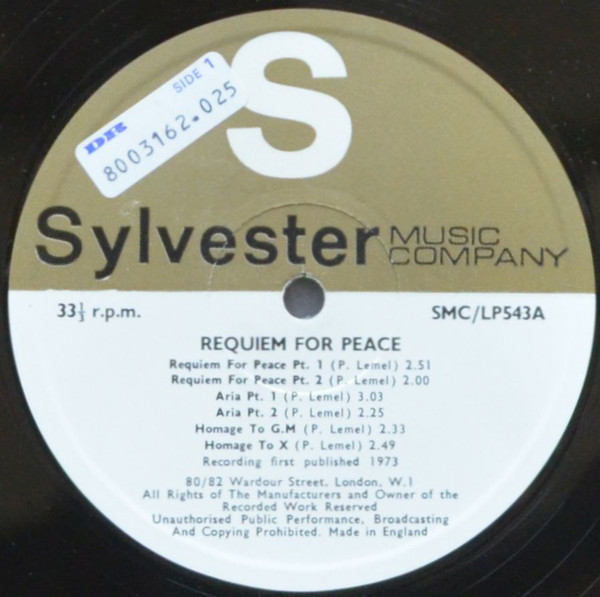 SIDE 1
DR
8003162.025
S
Sylvester MUSIC COMPANY
33⅓ r.p.m.
SMC/LP543A
REQUIEM FOR PEACE
Requiem For Peace Pt. 1 (P. Lemel) 2.51
Requiem For Peace Pt. 2 (P. Lemel) 2.00
Aria Pt. 1 (P. Lemel) 3.03
Aria Pt. 2 (P. Lemel) 2.25
Homage To G.M (P. Lemel) 2.33
Homage To X (P. Lemel) 2.49
Recording first published 1973
80/82 Wardour Street, London, W.1
All Rights of The Manufacturers and Owner of the
Recorded Work Reserved
Unauthorised Public Performance, Broadcasting
And Copying Prohibited. Made in England